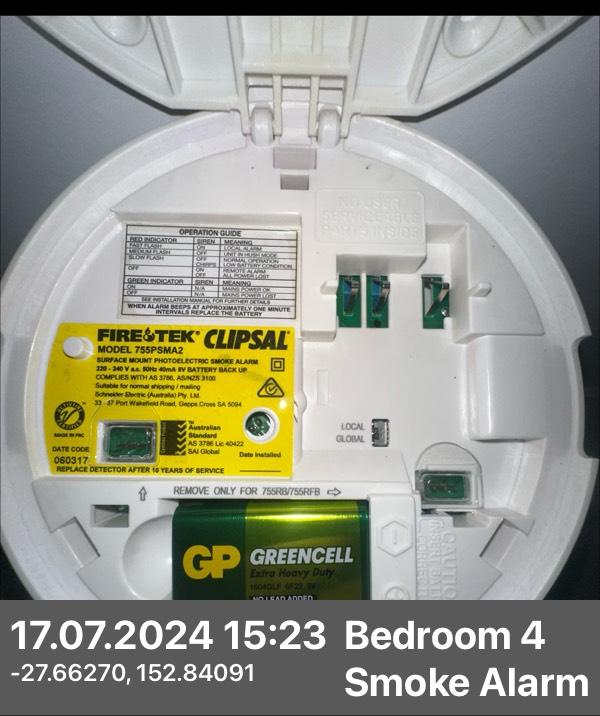 NO USER
SERVICEABLE
PARTS INSIDE
OPERATION GUIDE
RED INDICATOR SIREN MEANING
FAST FLASH ON LOCAL ALARM
MEDIUM FLASH OFF UNIT IN HUSH MODE
SLOW FLASH OFF NORMAL OPERATION
CHIRPS LOW BATTERY CONDITION
OFF ON REMOTE ALARM
OFF ALL POWER LOST
GREEN INDICATOR SIREN MEANING
ON N/A MAINS POWER OK
OFF N/A MAINS POWER LOST
SEE INSTALLATION MANUAL FOR FURTHER DETAILS
WHEN ALARM BEEPS AT APPROXIMATELY ONE MINUTE
INTERVALS REPLACE THE BATTERY
FIRETEK® CLIPSAL®
MODEL 755PSMA2
SURFACE MOUNT PHOTOELECTRIC SMOKE ALARM
220 - 240 V a.c. 50Hz 40mA 9V BATTERY BACK UP
COMPLIES WITH AS 3786, AS/NZS 3100
Suitable for normal shipping / mailing
Schneider Electric (Australia) Pty. Ltd.
33 - 37 Port Wakefield Road, Gepps Cross SA 5094
MADE IN PRC
Australian
Standard
AS 3786 Lic 40422
SAI Global
DATE CODE:
060317
Date installed
REPLACE DETECTOR AFTER 10 YEARS OF SERVICE
LOCAL
GLOBAL
REMOVE ONLY FOR 755RB/755RFB
GP GREENCELL
Extra Heavy Duty
1604GLF 6F22 9V
NO LEAD ADDED
CAUTION
17.07.2024 15:23
-27.66270, 152.84091
Bedroom 4
Smoke Alarm